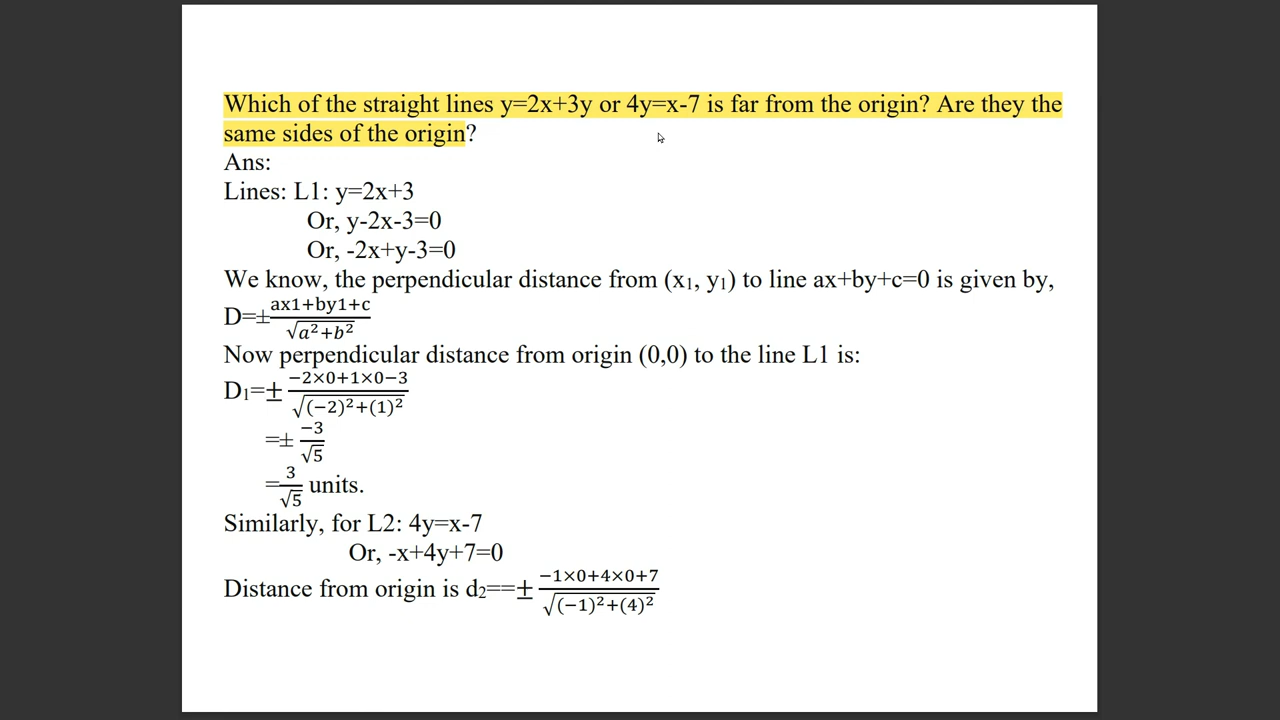 Which of the straight lines y=2x+3y or 4y=x-7 is far from the origin? Are they the
same sides of the origin?
Ans:
Lines: L1: y=2x+3
Or, y-2x-3=0
Or, -2x+y-3=0
We know, the perpendicular distance from (x₁, y₁) to line ax+by+c=0 is given by,
D=±(ax1+by1+c)/√(a²+b²)
Now perpendicular distance from origin (0,0) to the line L1 is:
D₁=± (−2×0+1×0−3)/√((−2)²+(1)²)
=± −3/√5
=3/√5 units.
Similarly, for L2: 4y=x-7
Or, -x+4y+7=0
Distance from origin is d₂==± (−1×0+4×0+7)/√((−1)²+(4)²)